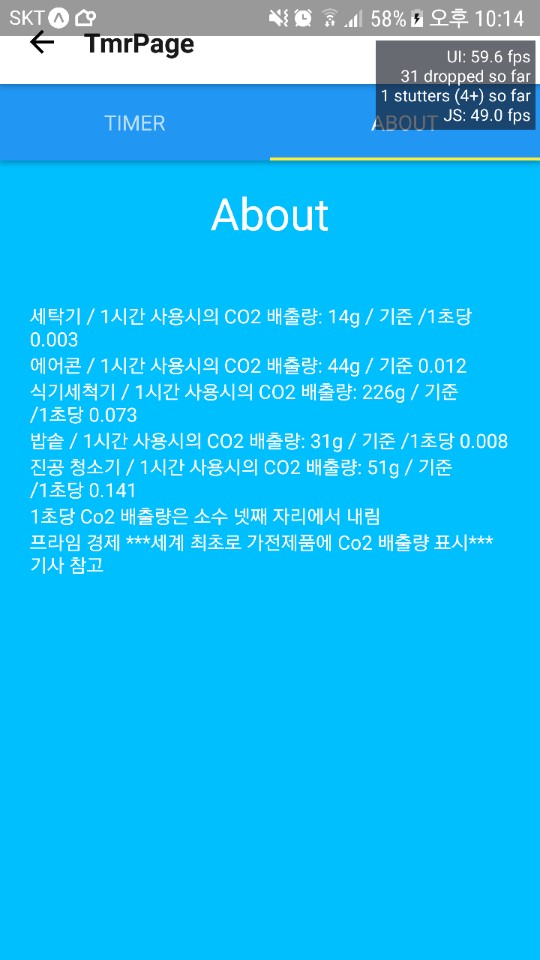 SKT 58% 오후 10:14
TmrPage
UI: 59.6 fps
31 dropped so far
1 stutters (4+) so far
JS: 49.0 fps
TIMER
ABOUT
About
세탁기 / 1시간 사용시의 CO2 배출량: 14g / 기준 /1초당
0.003
에어콘 / 1시간 사용시의 CO2 배출량: 44g / 기준 0.012
식기세척기 / 1시간 사용시의 CO2 배출량: 226g / 기준
/1초당 0.073
밥솥 / 1시간 사용시의 CO2 배출량: 31g / 기준 /1초당 0.008
진공 청소기 / 1시간 사용시의 CO2 배출량: 51g / 기준
/1초당 0.141
1초당 Co2 배출량은 소수 넷째 자리에서 내림
프라임 경제 ***세계 최초로 가전제품에 Co2 배출량 표시***
기사 참고